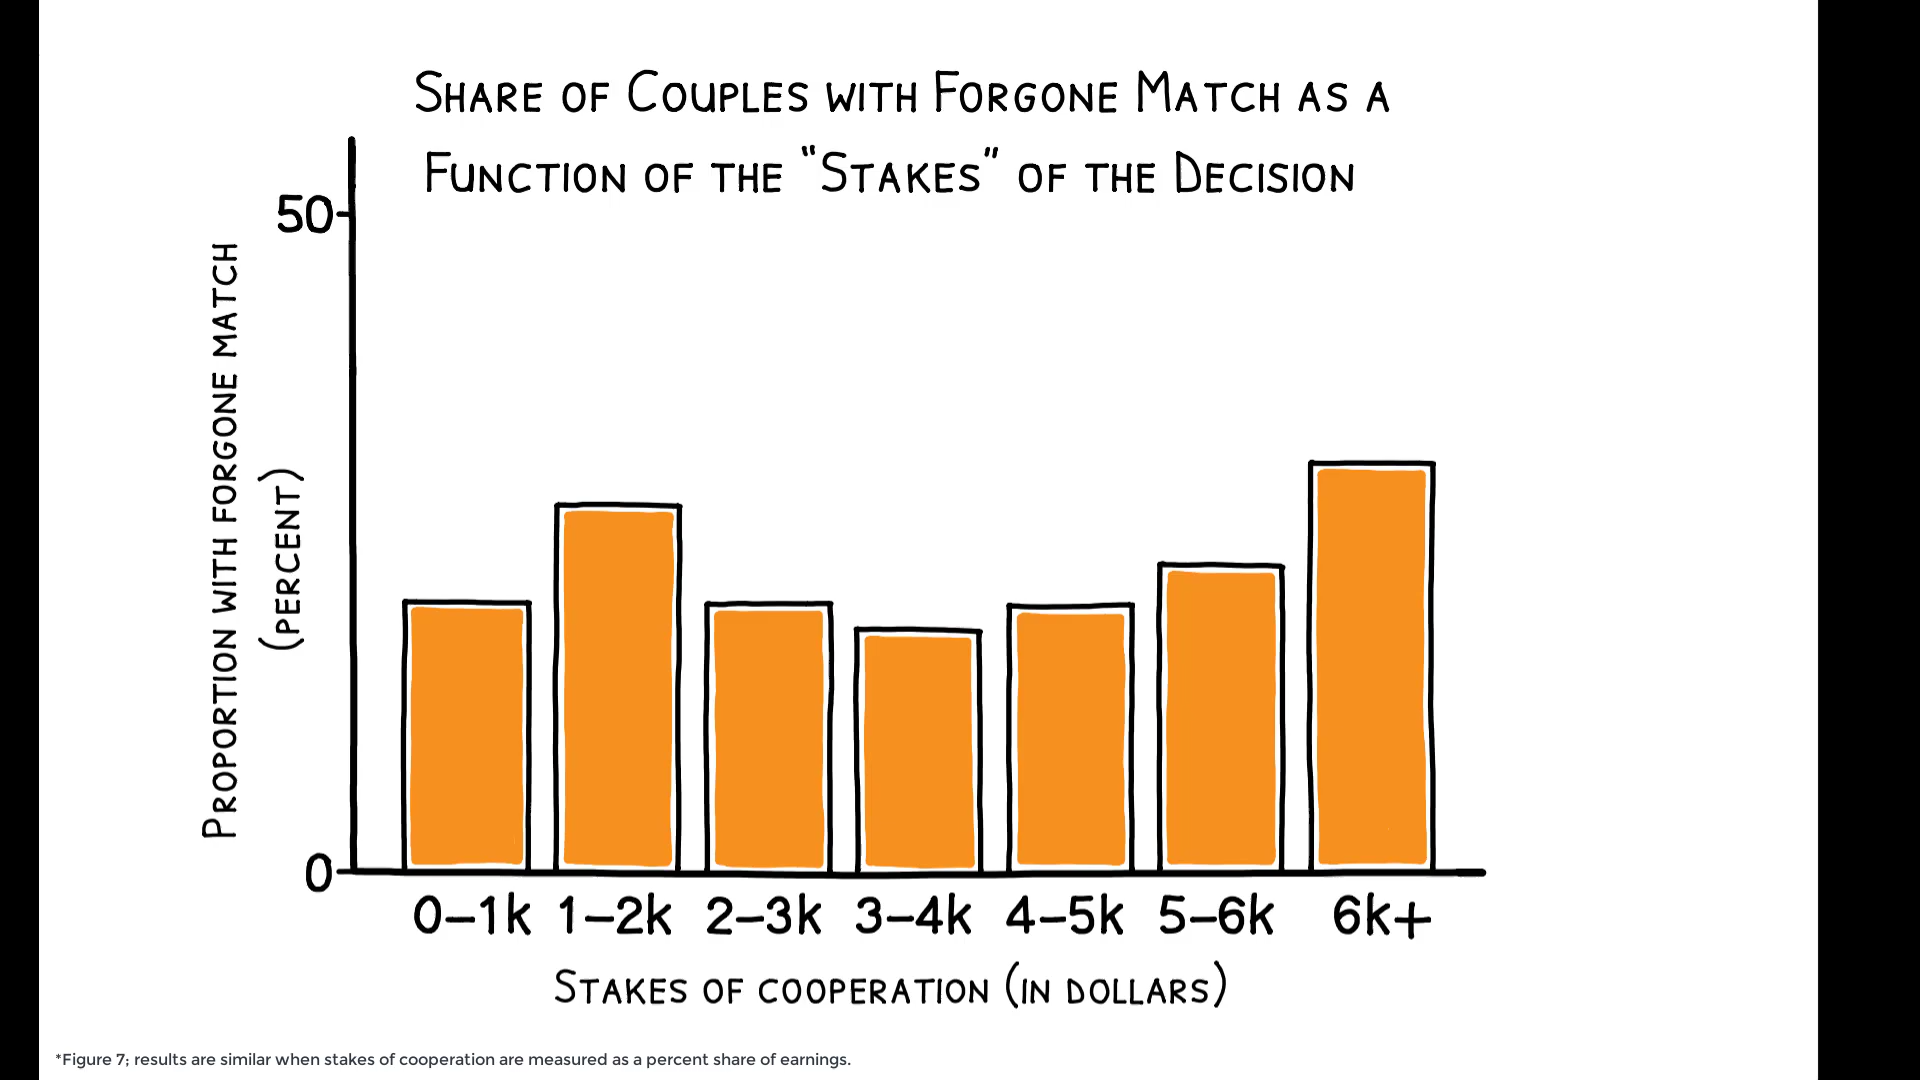 Share of Couples with Forgone Match as a
Function of the "Stakes" of the Decision
50
Proportion with forgone match
(percent)
0
0–1k 1–2k 2–3k 3–4k 4–5k 5–6k 6k+
Stakes of cooperation (in dollars)
*Figure 7; results are similar when stakes of cooperation are measured as a percent share of earnings.